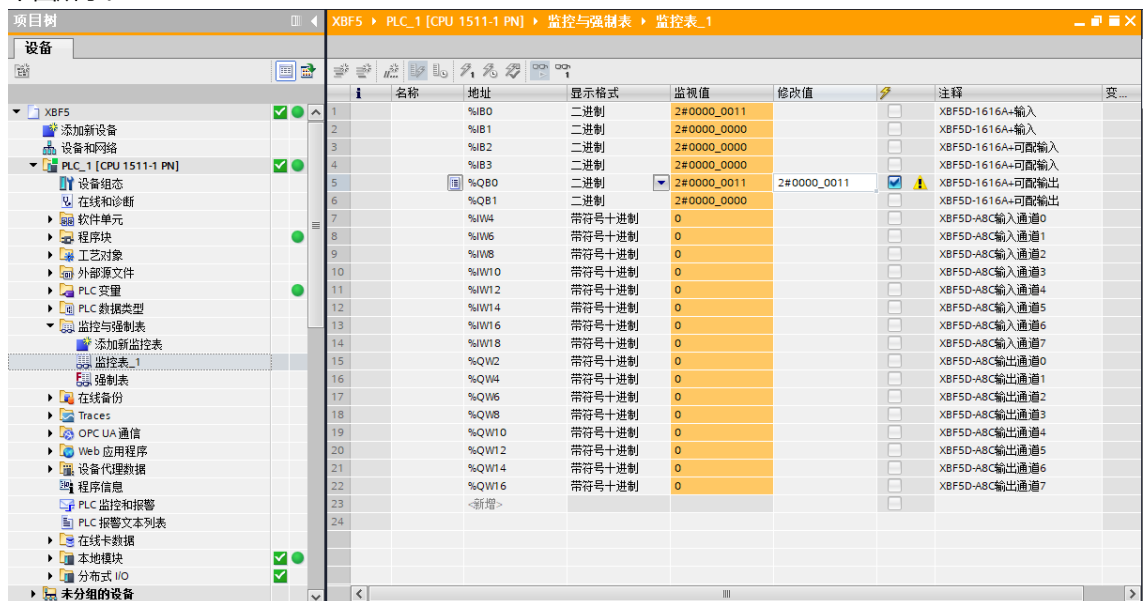 项目树
XBF5 ▸ PLC_1 [CPU 1511-1 PN] ▸ 监控与强制表 ▸ 监控表_1
设备
i 名称 地址 显示格式 监视值 修改值 注释 变...
XBF5
添加新设备
设备和网络
PLC_1 [CPU 1511-1 PN]
设备组态
在线和诊断
软件单元
程序块
工艺对象
外部源文件
PLC 变量
PLC 数据类型
监控与强制表
添加新监控表
监控表_1
强制表
在线备份
Traces
OPC UA 通信
Web 应用程序
设备代理数据
程序信息
PLC 监控和报警
PLC 报警文本列表
在线卡数据
本地模块
分布式 I/O
未分组的设备
1 %IB0 二进制 2#0000_0011 XBF5D-1616A+输入
2 %IB1 二进制 2#0000_0000 XBF5D-1616A+输入
3 %IB2 二进制 2#0000_0000 XBF5D-1616A+可配输入
4 %IB3 二进制 2#0000_0000 XBF5D-1616A+可配输入
5 %QB0 二进制 2#0000_0011 2#0000_0011 XBF5D-1616A+可配输出
6 %QB1 二进制 2#0000_0000 XBF5D-1616A+可配输出
7 %IW4 带符号十进制 0 XBF5D-A8C输入通道0
8 %IW6 带符号十进制 0 XBF5D-A8C输入通道1
9 %IW8 带符号十进制 0 XBF5D-A8C输入通道2
10 %IW10 带符号十进制 0 XBF5D-A8C输入通道3
11 %IW12 带符号十进制 0 XBF5D-A8C输入通道4
12 %IW14 带符号十进制 0 XBF5D-A8C输入通道5
13 %IW16 带符号十进制 0 XBF5D-A8C输入通道6
14 %IW18 带符号十进制 0 XBF5D-A8C输入通道7
15 %QW2 带符号十进制 0 XBF5D-A8C输出通道0
16 %QW4 带符号十进制 0 XBF5D-A8C输出通道1
17 %QW6 带符号十进制 0 XBF5D-A8C输出通道2
18 %QW8 带符号十进制 0 XBF5D-A8C输出通道3
19 %QW10 带符号十进制 0 XBF5D-A8C输出通道4
20 %QW12 带符号十进制 0 XBF5D-A8C输出通道5
21 %QW14 带符号十进制 0 XBF5D-A8C输出通道6
22 %QW16 带符号十进制 0 XBF5D-A8C输出通道7
23 <新增>
24